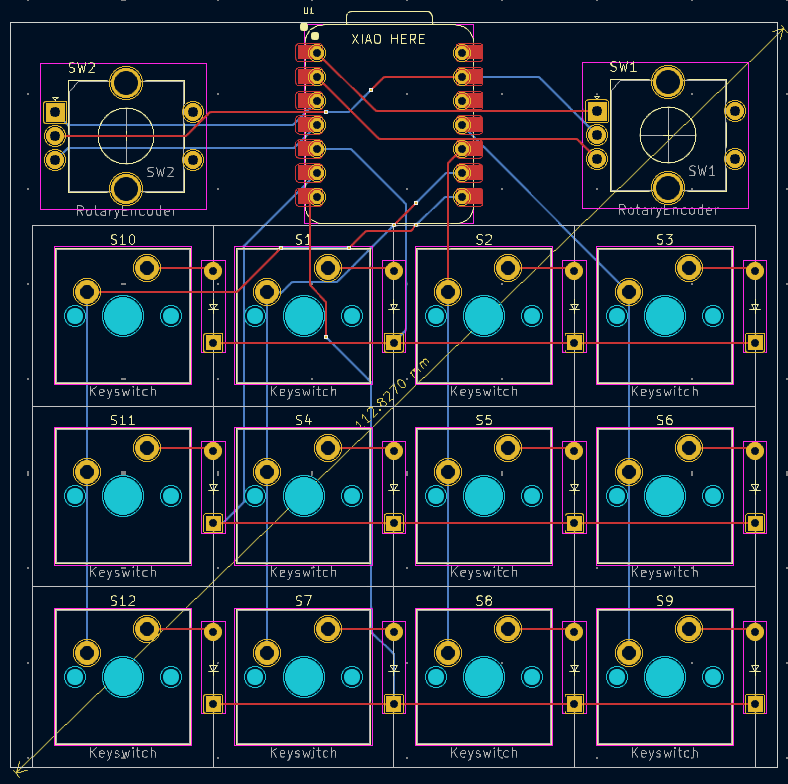 U1
XIAO HERE
SW2
SW1
SW2
SW1
RotaryEncoder
RotaryEncoder
S10
S1
S2
S3
Keyswitch
Keyswitch
Keyswitch
Keyswitch
112.8270 mm
S11
S4
S5
S6
Keyswitch
Keyswitch
Keyswitch
Keyswitch
S12
S7
S8
S9
Keyswitch
Keyswitch
Keyswitch
Keyswitch